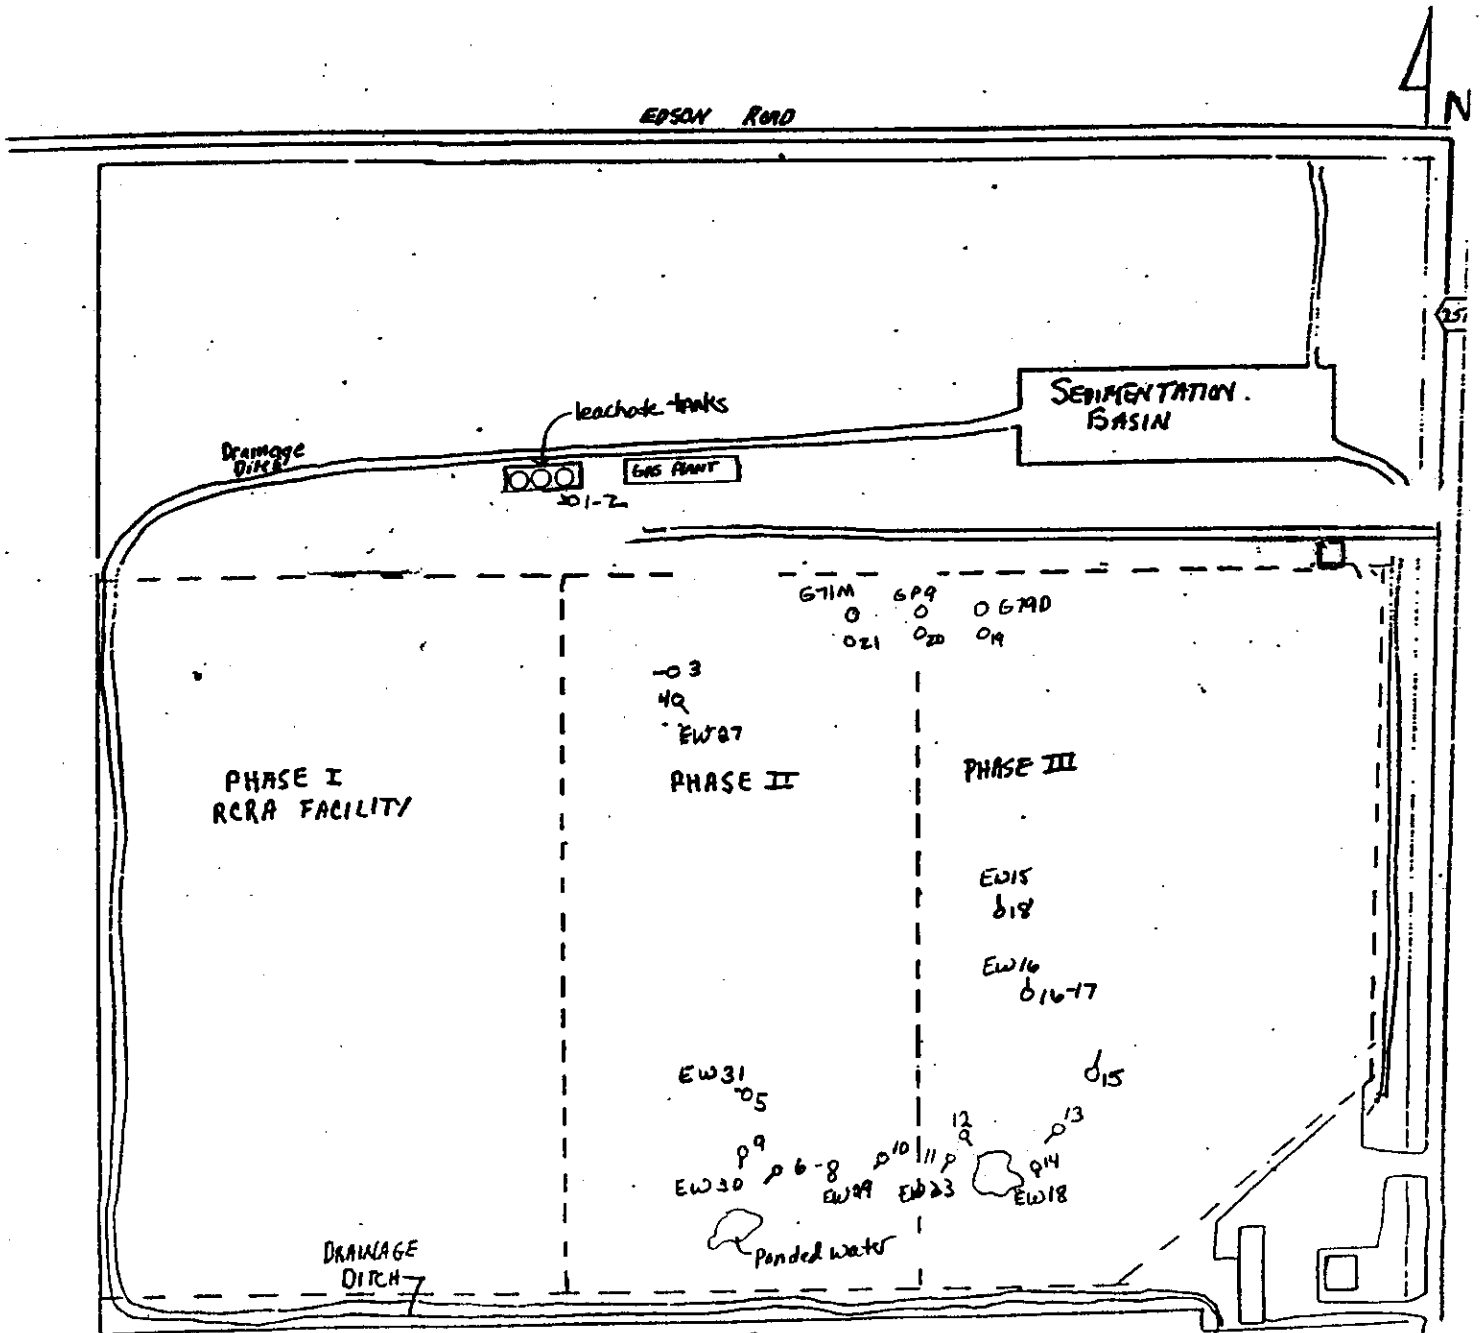 N
EDSON ROAD
251
leachate tanks
SEDIMENTATION.
BASIN
Drainage
Ditch
GAS PLANT
1-2
G71M
GP9
G79D
21
20
19
3
4
EW27
PHASE I
RCRA FACILITY
PHASE II
PHASE III
EW15
18
EW16
16-17
EW31
5
15
12
13
9
6-8
10
11
14
EW30
EW29
EW23
EW18
Ponded water
DRAINAGE
DITCH